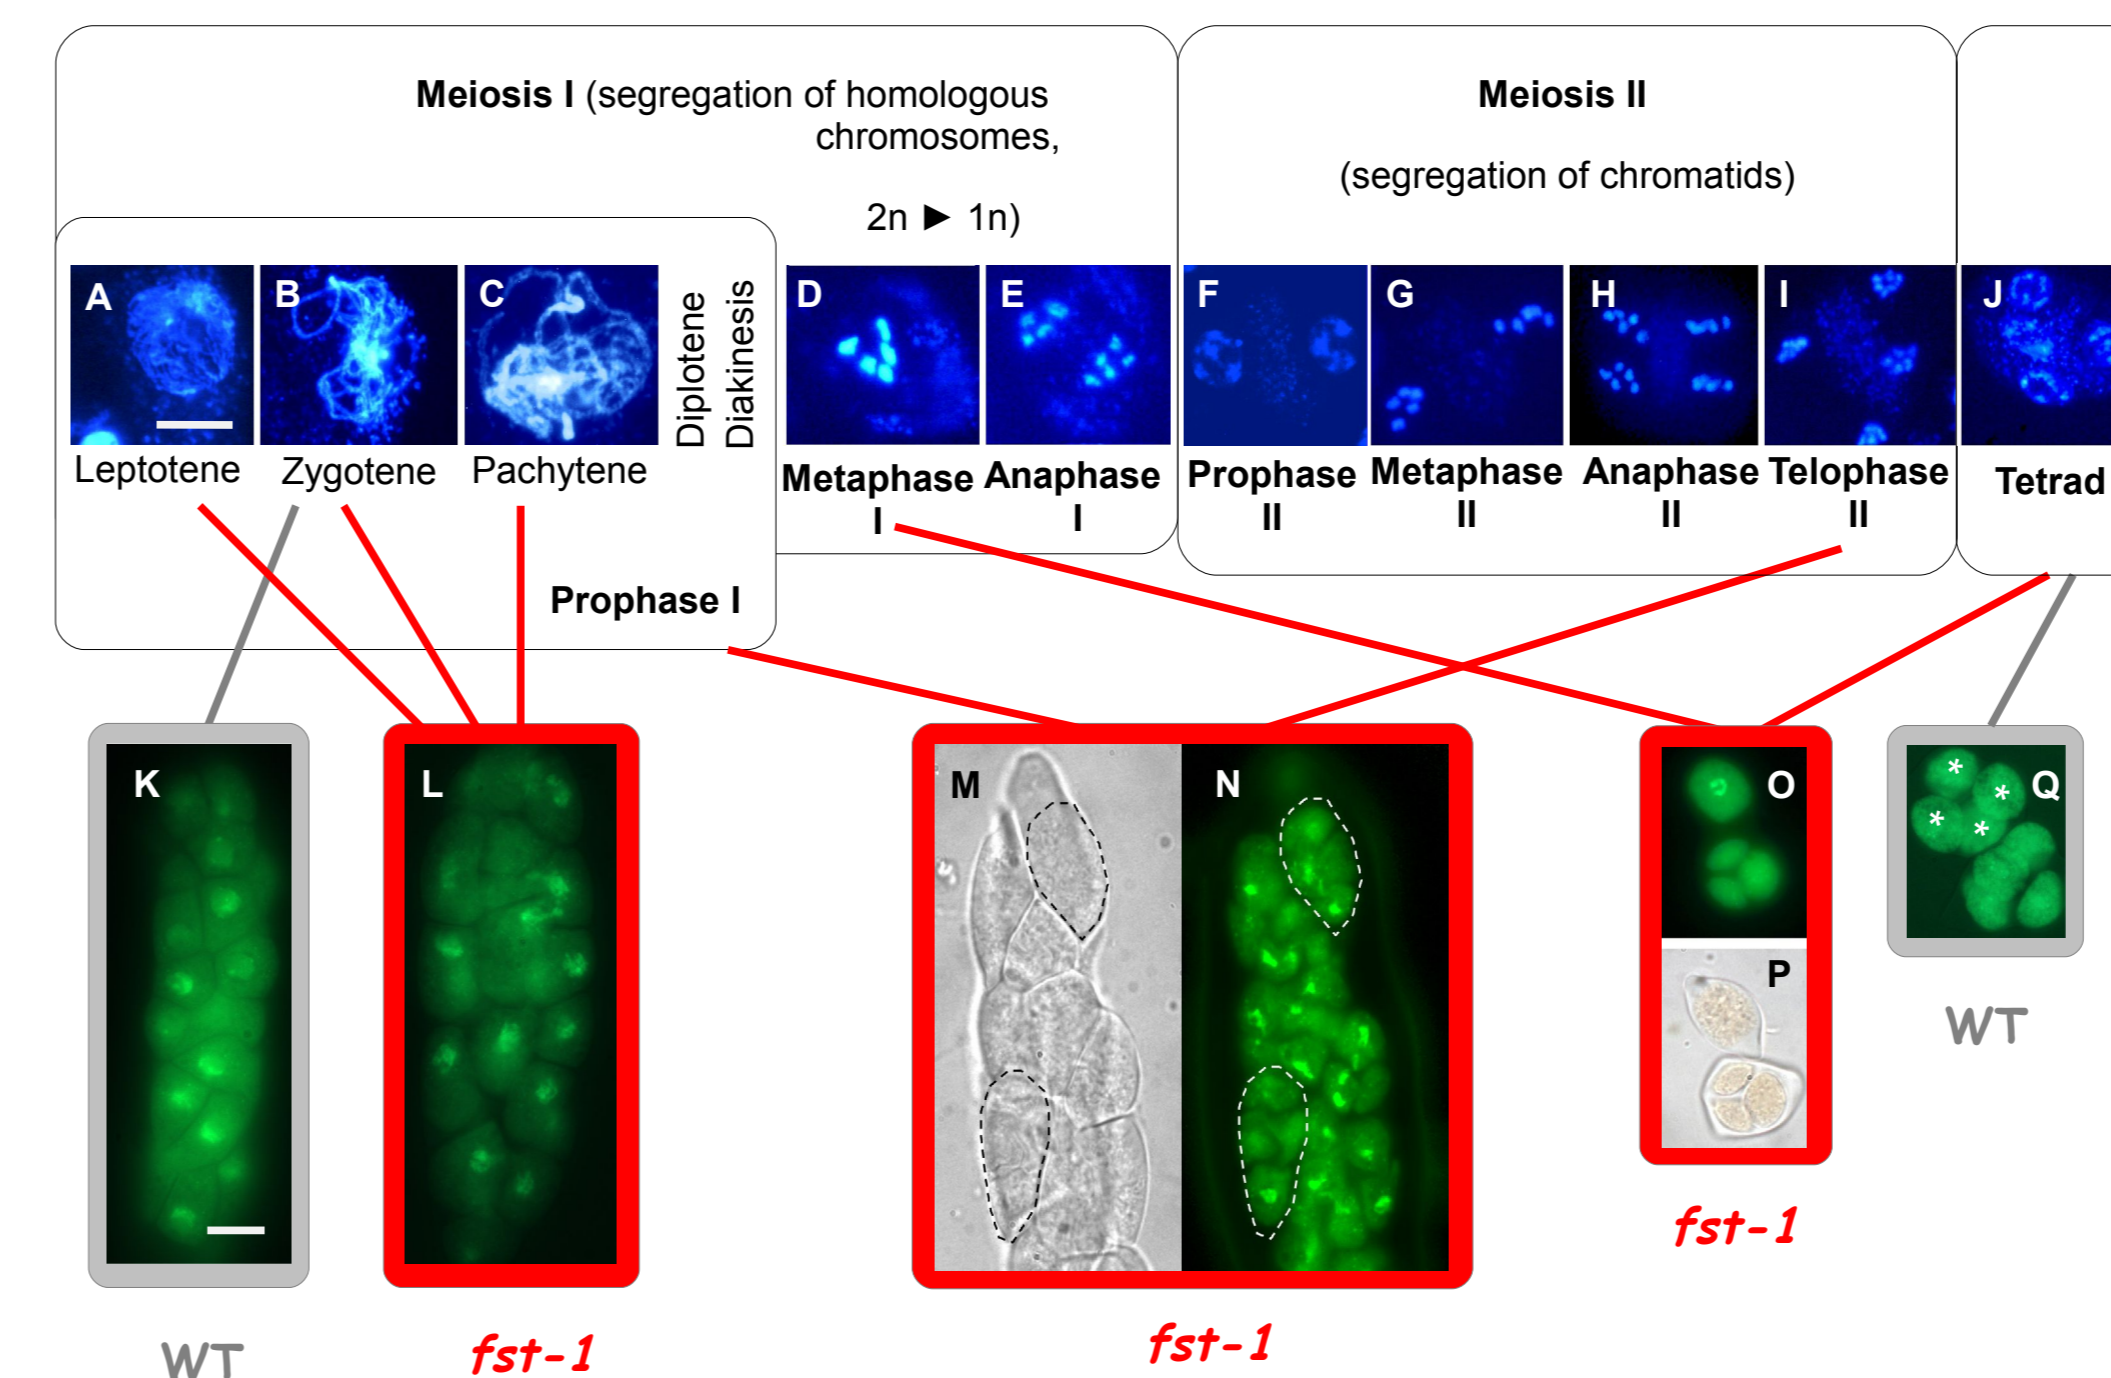 Meiosis I (segregation of homologous
chromosomes,
2n ► 1n)
Meiosis II
(segregation of chromatids)
A
B
C
Diplotene
Diakinesis
D
E
F
G
H
I
J
Leptotene
Zygotene
Pachytene
Metaphase
I
Anaphase
I
Prophase
II
Metaphase
II
Anaphase
II
Telophase
II
Tetrad
Prophase I
K
L
M
N
O
P
* * * *
Q
WT
fst-1
fst-1
fst-1
WT